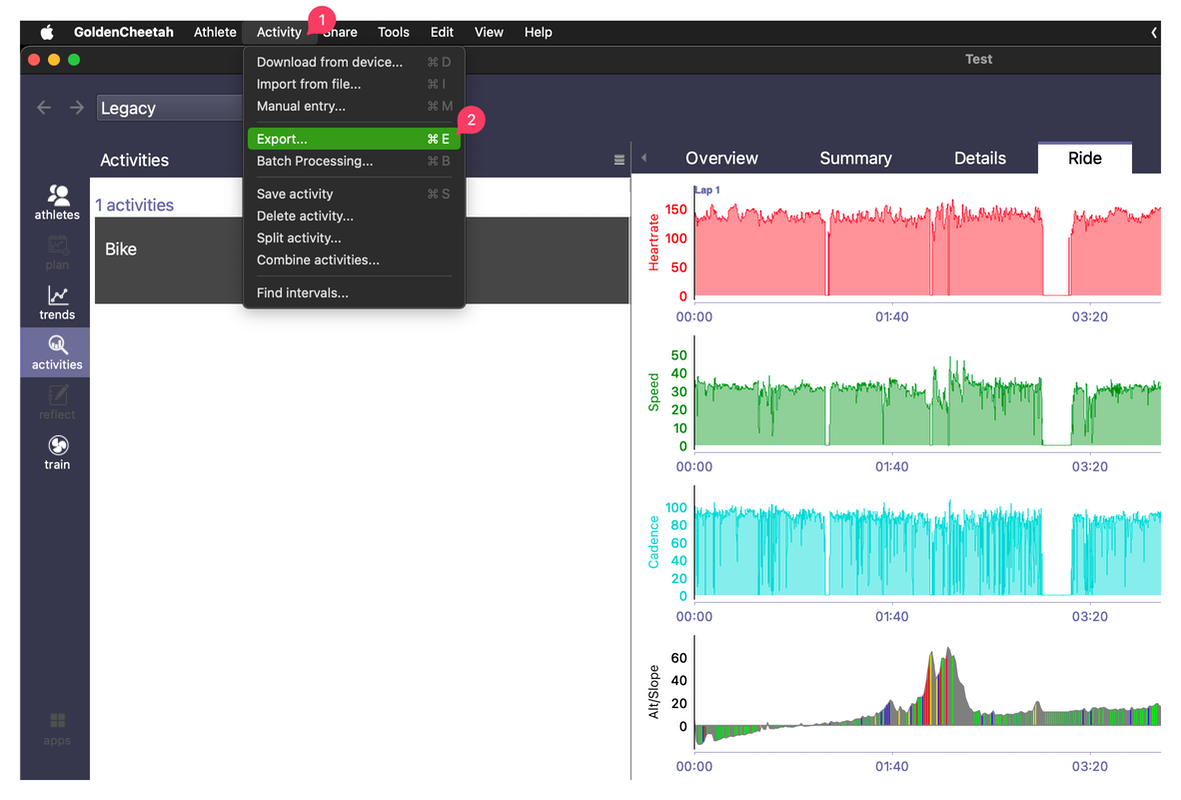 GoldenCheetah Athlete Activity Share Tools Edit View Help
1
Test
Download from device... ⌘ D
Import from file... ⌘ I
Manual entry... ⌘ M
2
Export... ⌘ E
Batch Processing... ⌘ B
Save activity ⌘ S
Delete activity...
Split activity...
Combine activities...
Find intervals...
Legacy
Activities
1 activities
Bike
athletes
plan
trends
activities
reflect
train
apps
Overview Summary Details Ride
Lap 1
Heartrate
150
100
50
0
00:00 01:40 03:20
Speed
50
40
30
20
10
0
00:00 01:40 03:20
Cadence
100
80
60
40
20
0
00:00 01:40 03:20
Alt/Slope
60
40
20
0
00:00 01:40 03:20